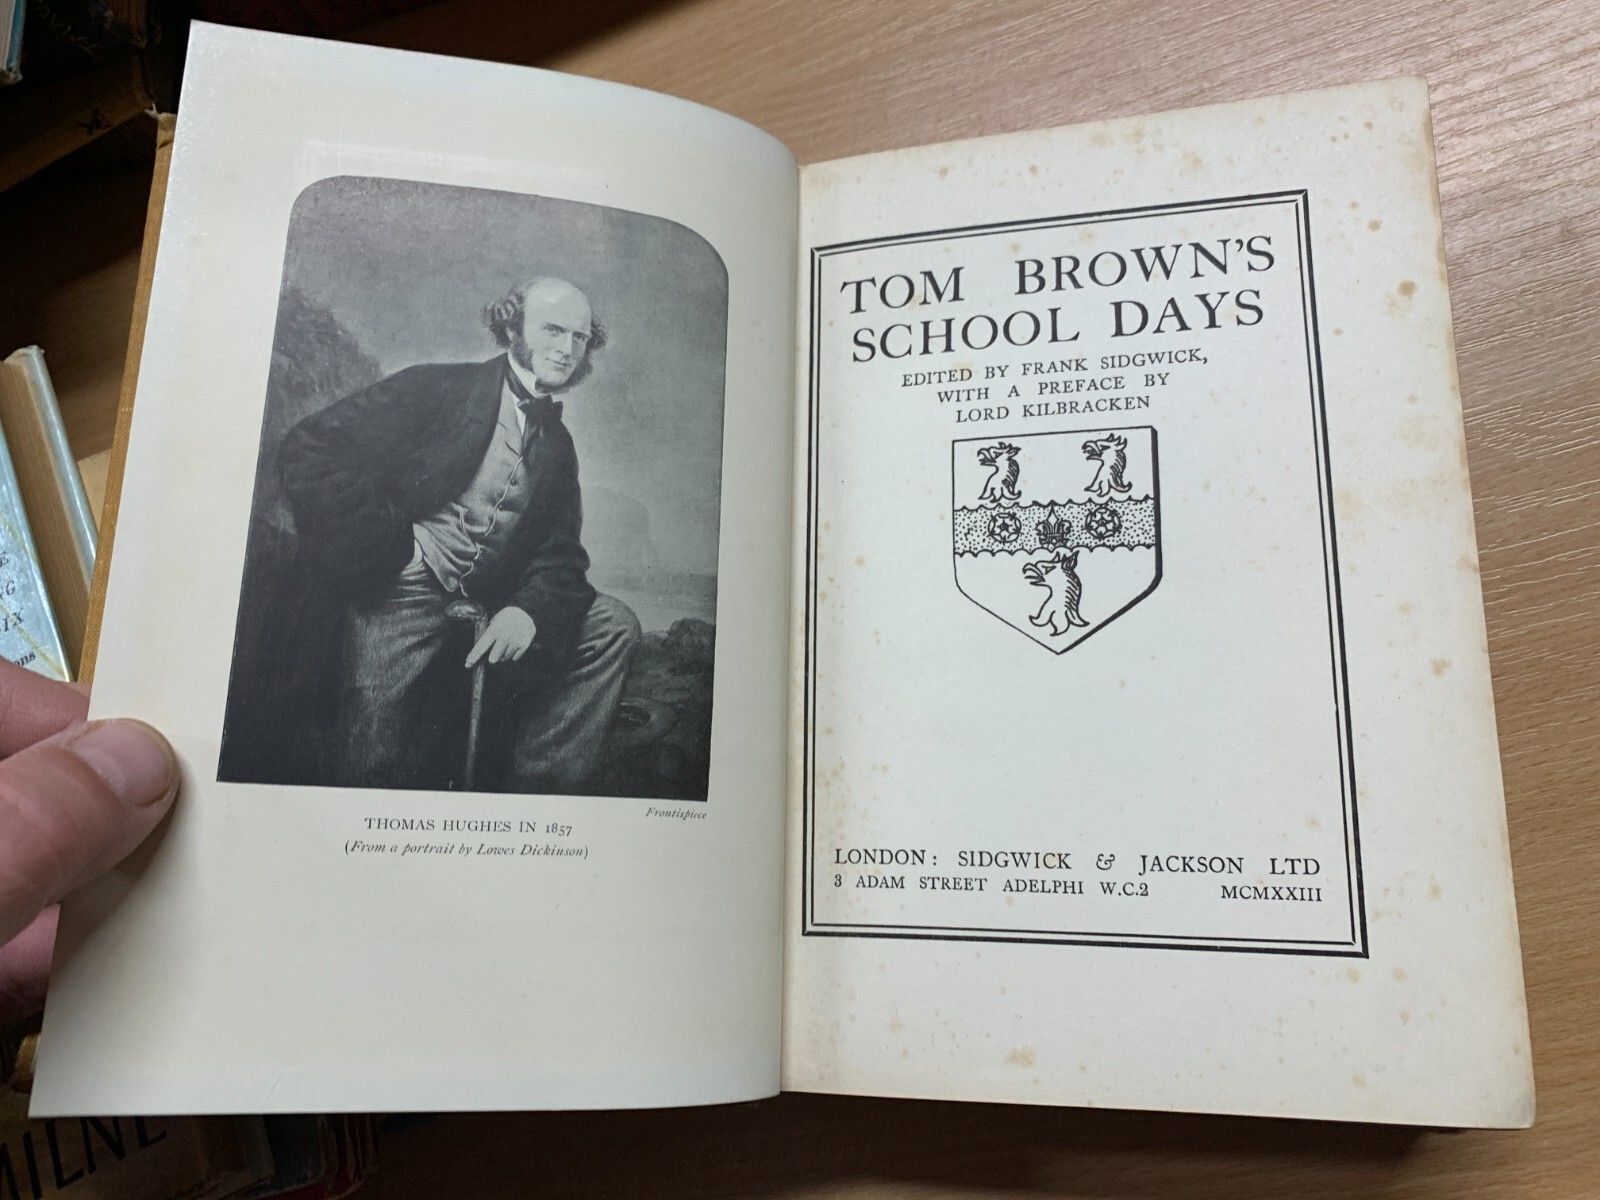 Frontispiece
THOMAS HUGHES IN 1857
(From a portrait by Lowes Dickinson)
TOM BROWN'S
SCHOOL DAYS
EDITED BY FRANK SIDGWICK,
WITH A PREFACE BY
LORD KILBRACKEN
LONDON: SIDGWICK & JACKSON LTD
3 ADAM STREET ADELPHI W.C.2 MCMXXIII
MILNE